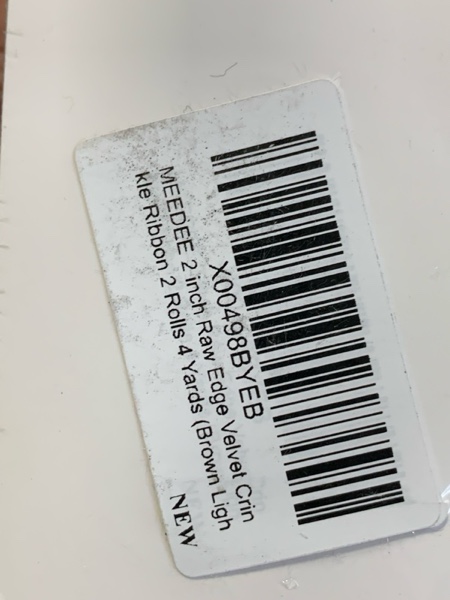 X00498BYEB
MEEDEE 2 inch Raw Edge Velvet Crin
kle Ribbon 2 Rolls 4 Yards (Brown Ligh
NEW